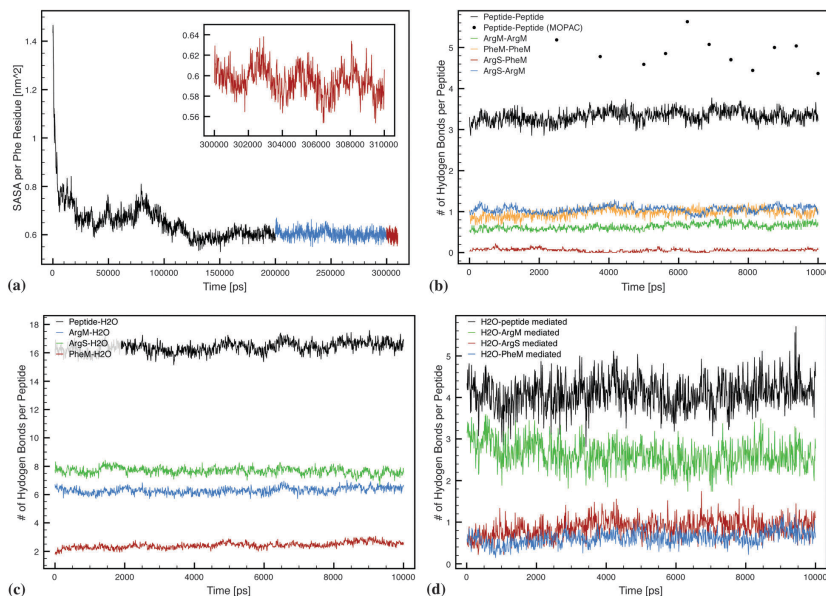 (a)
SASA per Phe Residue [nm^2]
1.4
1.2
1
0.8
0.6
0 50000 100000 150000 200000 250000 300000
Time [ps]
0.64
0.62
0.6
0.58
0.56
300000 302000 304000 306000 308000 310000
(b)
# of Hydrogen Bonds per Peptide
Peptide-Peptide
Peptide-Peptide (MOPAC)
ArgM-ArgM
PheM-PheM
ArgS-PheM
ArgS-ArgM
5
4
3
2
1
0
0 2000 4000 6000 8000 10000
Time [ps]
(c)
# of Hydrogen Bonds per Peptide
Peptide-H2O
ArgM-H2O
ArgS-H2O
PheM-H2O
18
16
14
12
10
8
6
4
2
0 2000 4000 6000 8000 10000
Time [ps]
(d)
# of Hydrogen Bonds per Peptide
H2O-peptide mediated
H2O-ArgM mediated
H2O-ArgS mediated
H2O-PheM mediated
5
4
3
2
1
0
0 2000 4000 6000 8000 10000
Time [ps]